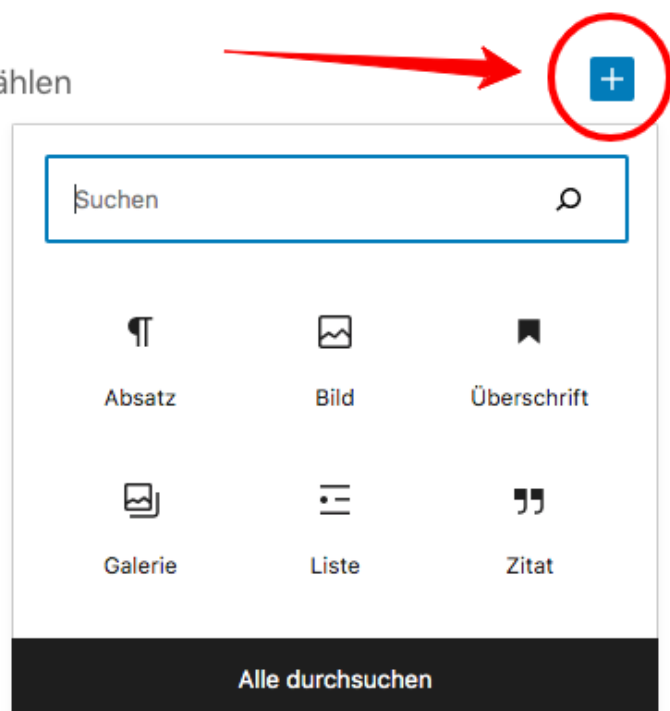 ählen
Suchen
Absatz Bild Überschrift
Galerie Liste Zitat
Alle durchsuchen